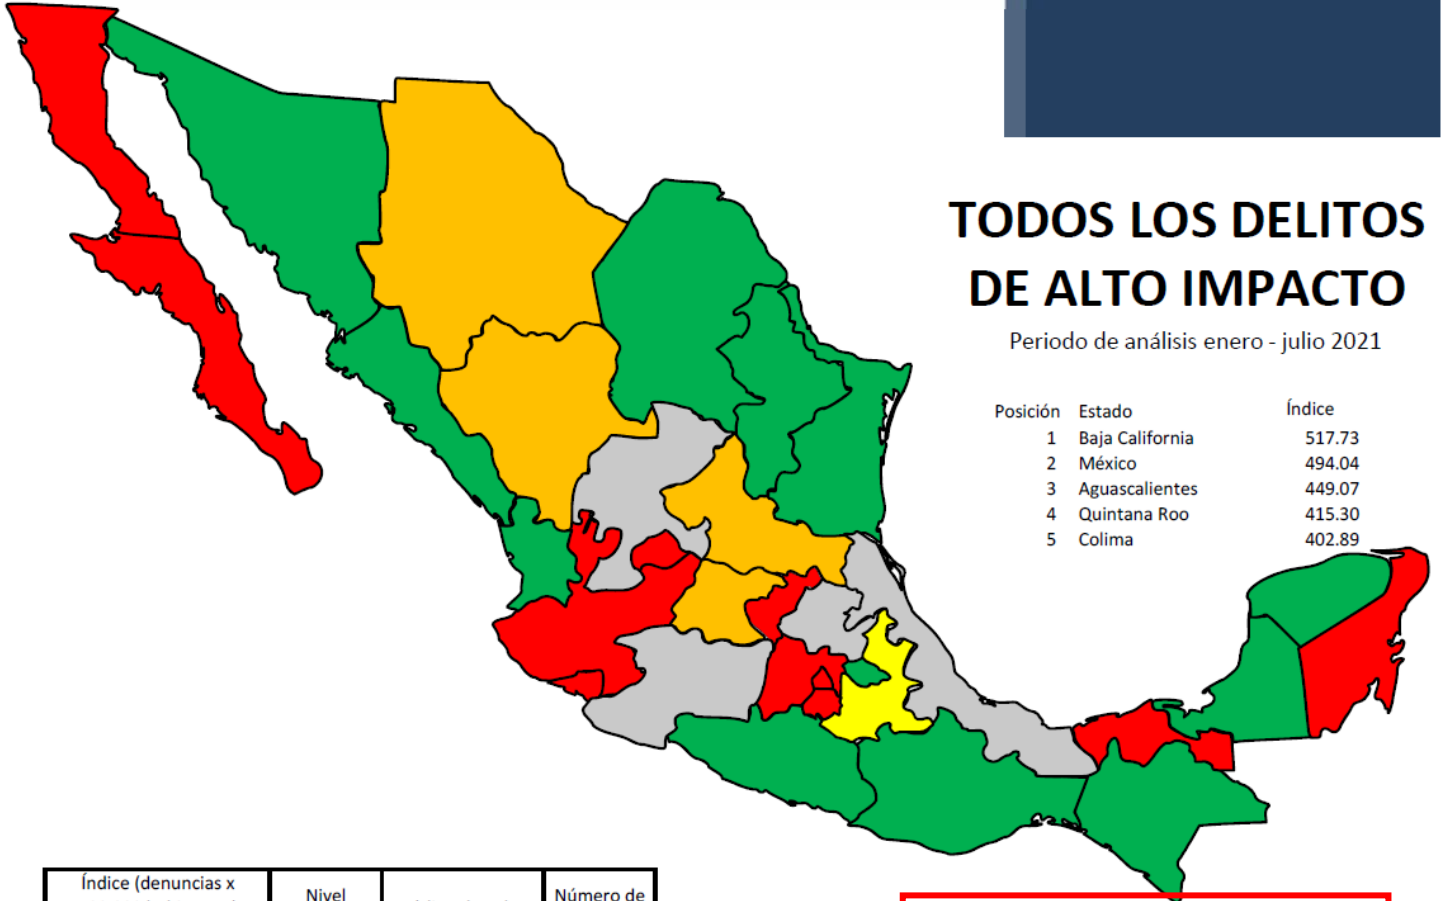 TODOS LOS DELITOS
DE ALTO IMPACTO
Periodo de análisis enero - julio 2021
Posición Estado Índice
1 Baja California 517.73
2 México 494.04
3 Aguascalientes 449.07
4 Quintana Roo 415.30
5 Colima 402.89
Índice (denuncias x
Nivel
Número de